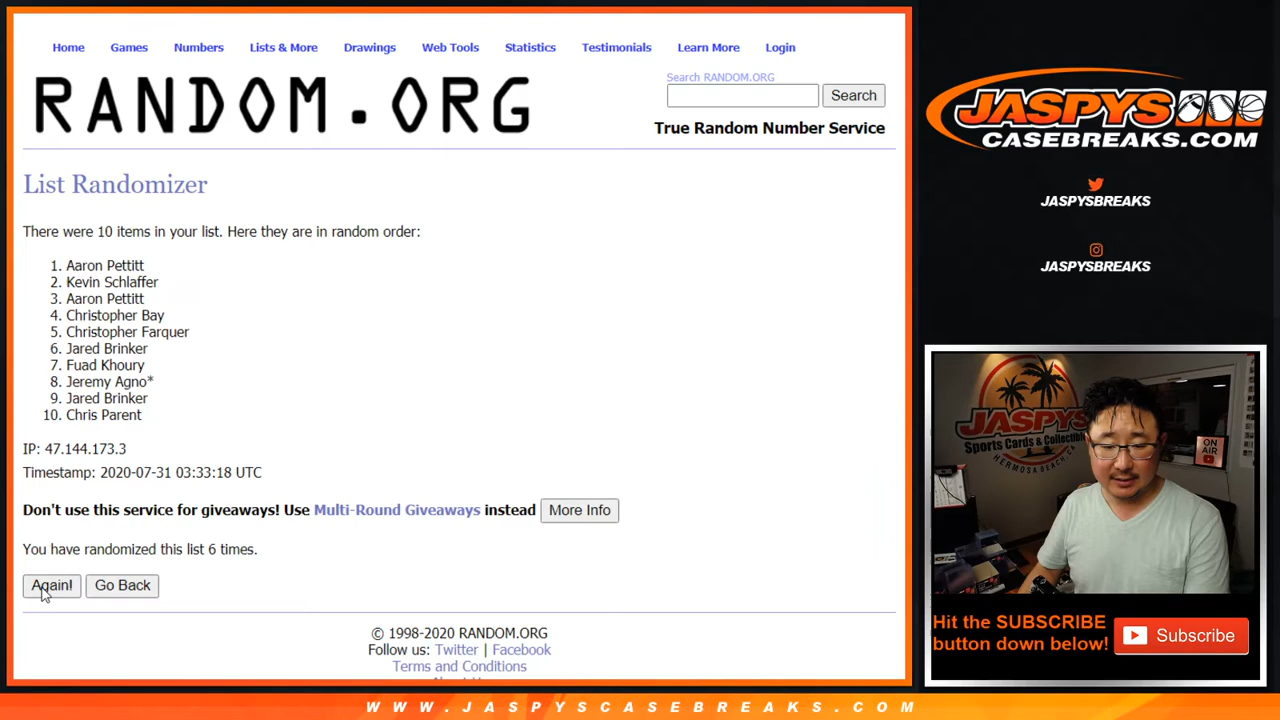 Home Games Numbers Lists & More Drawings Web Tools Statistics Testimonials Learn More Login
RANDOM.ORG
Search RANDOM.ORG
Search
True Random Number Service
List Randomizer
There were 10 items in your list. Here they are in random order:
1. Aaron Pettitt
2. Kevin Schlaffer
3. Aaron Pettitt
4. Christopher Bay
5. Christopher Farquer
6. Jared Brinker
7. Fuad Khoury
8. Jeremy Agno*
9. Jared Brinker
10. Chris Parent
IP: 47.144.173.3
Timestamp: 2020-07-31 03:33:18 UTC
Don't use this service for giveaways! Use Multi-Round Giveaways instead More Info
You have randomized this list 6 times.
Again! Go Back
© 1998-2020 RANDOM.ORG
Follow us: Twitter | Facebook
Terms and Conditions
JASPYS
CASEBREAKS.COM
JASPYSBREAKS
JASPYSBREAKS
JASPYS
Sports Cards & Collectibles
HERMOSA BEACH, CA
ON AIR
Hit the SUBSCRIBE
button down below!
Subscribe
WWW.JASPYSCASEBREAKS.COM